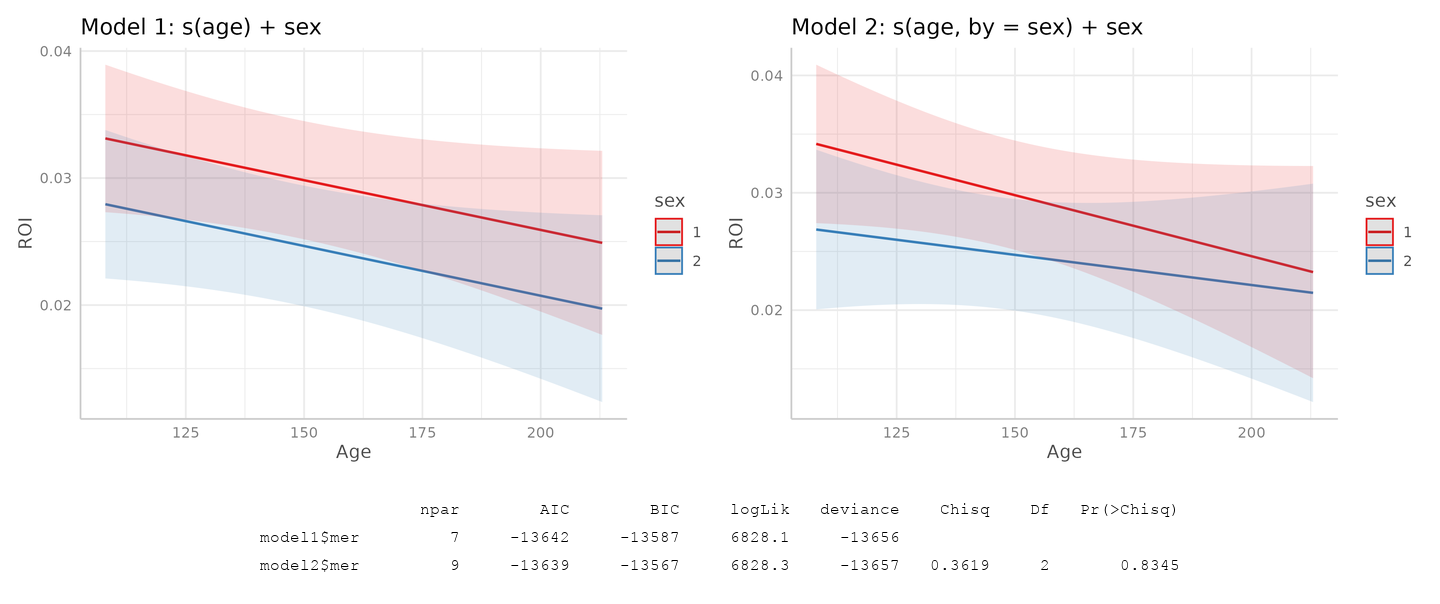 Model 1: s(age) + sex
0.04
0.03
0.02
ROI
125 150 175 200
Age
sex
1
2
Model 2: s(age, by = sex) + sex
0.04
0.03
0.02
ROI
125 150 175 200
Age
sex
1
2
npar AIC BIC logLik deviance Chisq Df Pr(>Chisq)
model1$mer 7 -13642 -13587 6828.1 -13656
model2$mer 9 -13639 -13567 6828.3 -13657 0.3619 2 0.8345